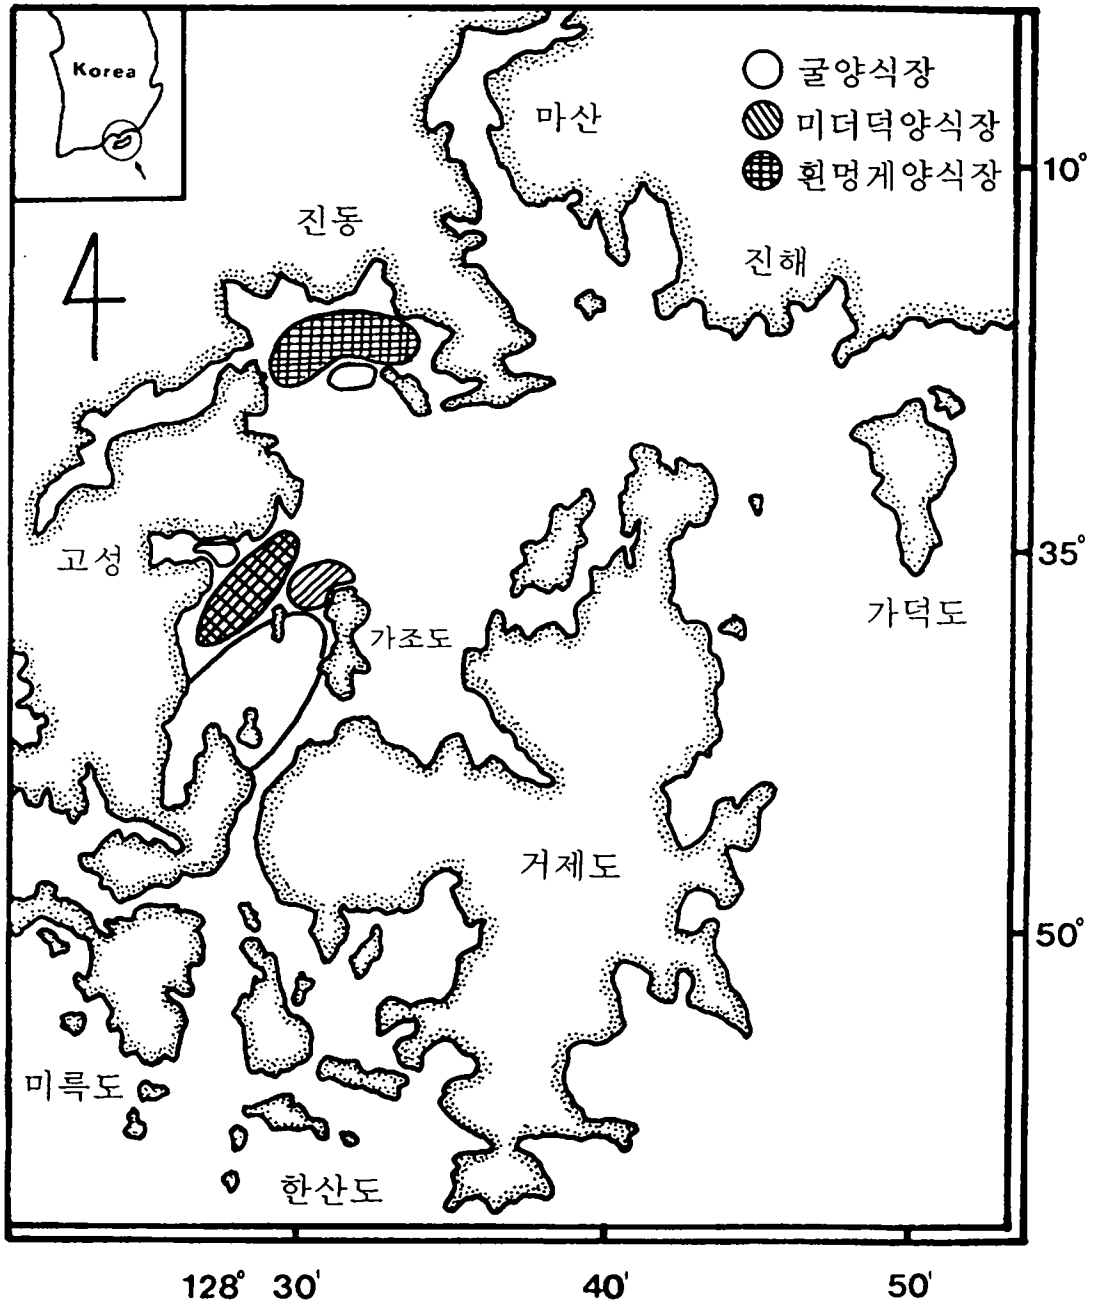 Korea
굴양식장
미더덕양식장
흰멍게양식장
마산
진동
진해
고성
가조도
가덕도
거제도
미륵도
한산도
10°
35°
50°
128° 30'
40'
50'